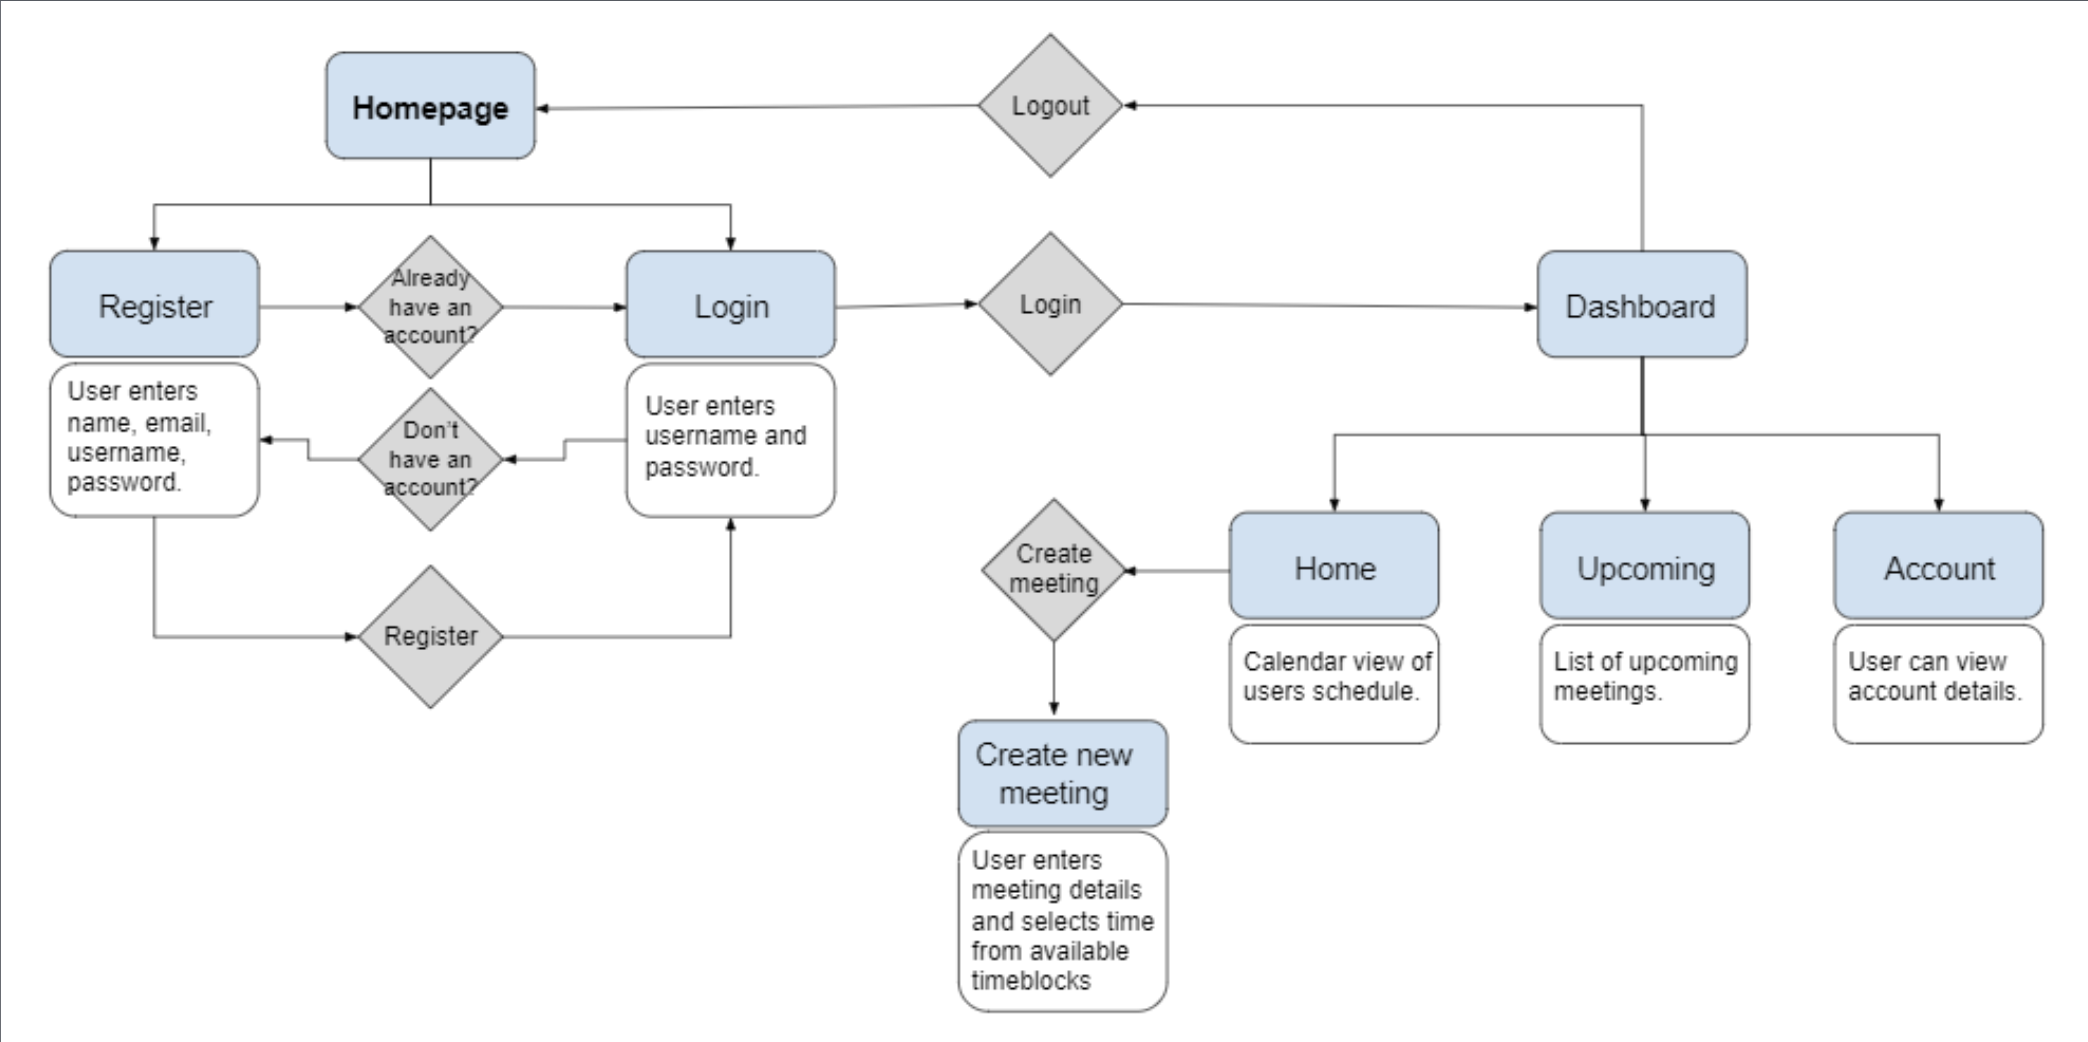 Homepage
Logout
Register
Already
have an
account?
Login
Login
Dashboard
User enters
name, email,
username,
password.
Don't
have an
account?
User enters
username and
password.
Register
Create
meeting
Home
Upcoming
Account
Calendar view of
users schedule.
List of upcoming
meetings.
User can view
account details.
Create new
meeting
User enters
meeting details
and selects time
from available
timeblocks